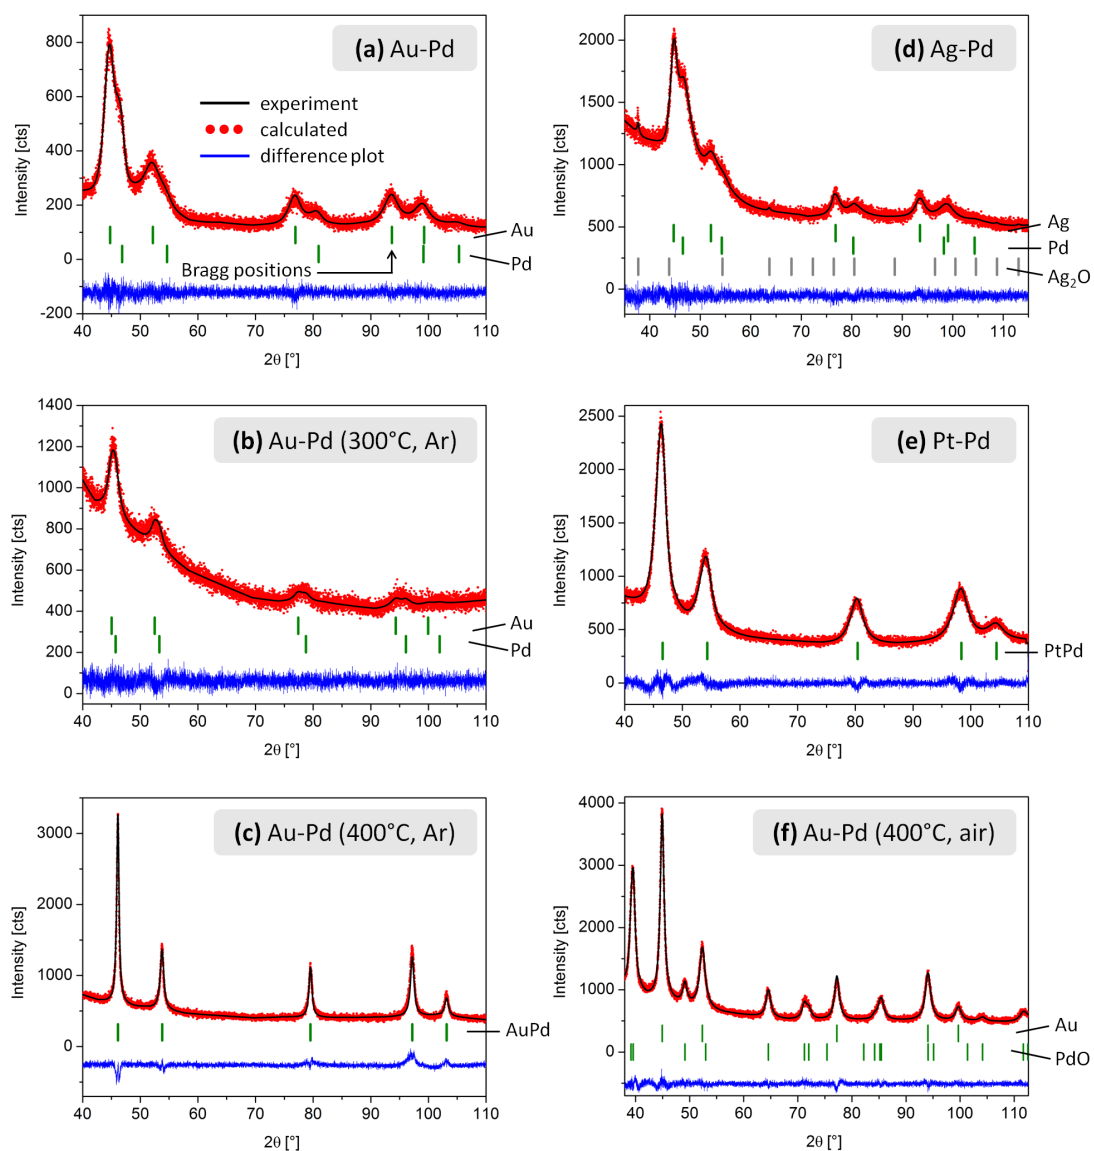 (a) Au-Pd
experiment
calculated
difference plot
Bragg positions
Au
Pd
Intensity [cts]
800
600
400
200
0
-200
40 50 60 70 80 90 100 110
2θ [°]
(d) Ag-Pd
Ag
Pd
Ag₂O
Intensity [cts]
2000
1500
1000
500
0
40 50 60 70 80 90 100 110
2θ [°]
(b) Au-Pd (300°C, Ar)
Au
Pd
Intensity [cts]
1400
1200
1000
800
600
400
200
0
40 50 60 70 80 90 100 110
2θ [°]
(e) Pt-Pd
PtPd
Intensity [cts]
2500
2000
1500
1000
500
0
40 50 60 70 80 90 100 110
2θ [°]
(c) Au-Pd (400°C, Ar)
AuPd
Intensity [cts]
3000
2000
1000
0
40 50 60 70 80 90 100 110
2θ [°]
(f) Au-Pd (400°C, air)
Au
PdO
Intensity [cts]
4000
3000
2000
1000
0
40 50 60 70 80 90 100 110
2θ [°]